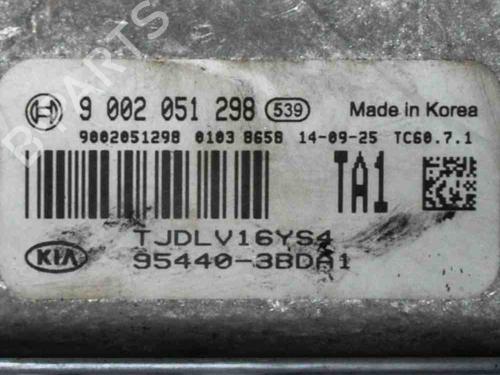 B PARTS
9 002 051 298 539 Made in Korea
9002051298 0103 8658 14-09-25 TC60.7.1
TA1
TJDLV16YS4
KIA 95440-3BDA1